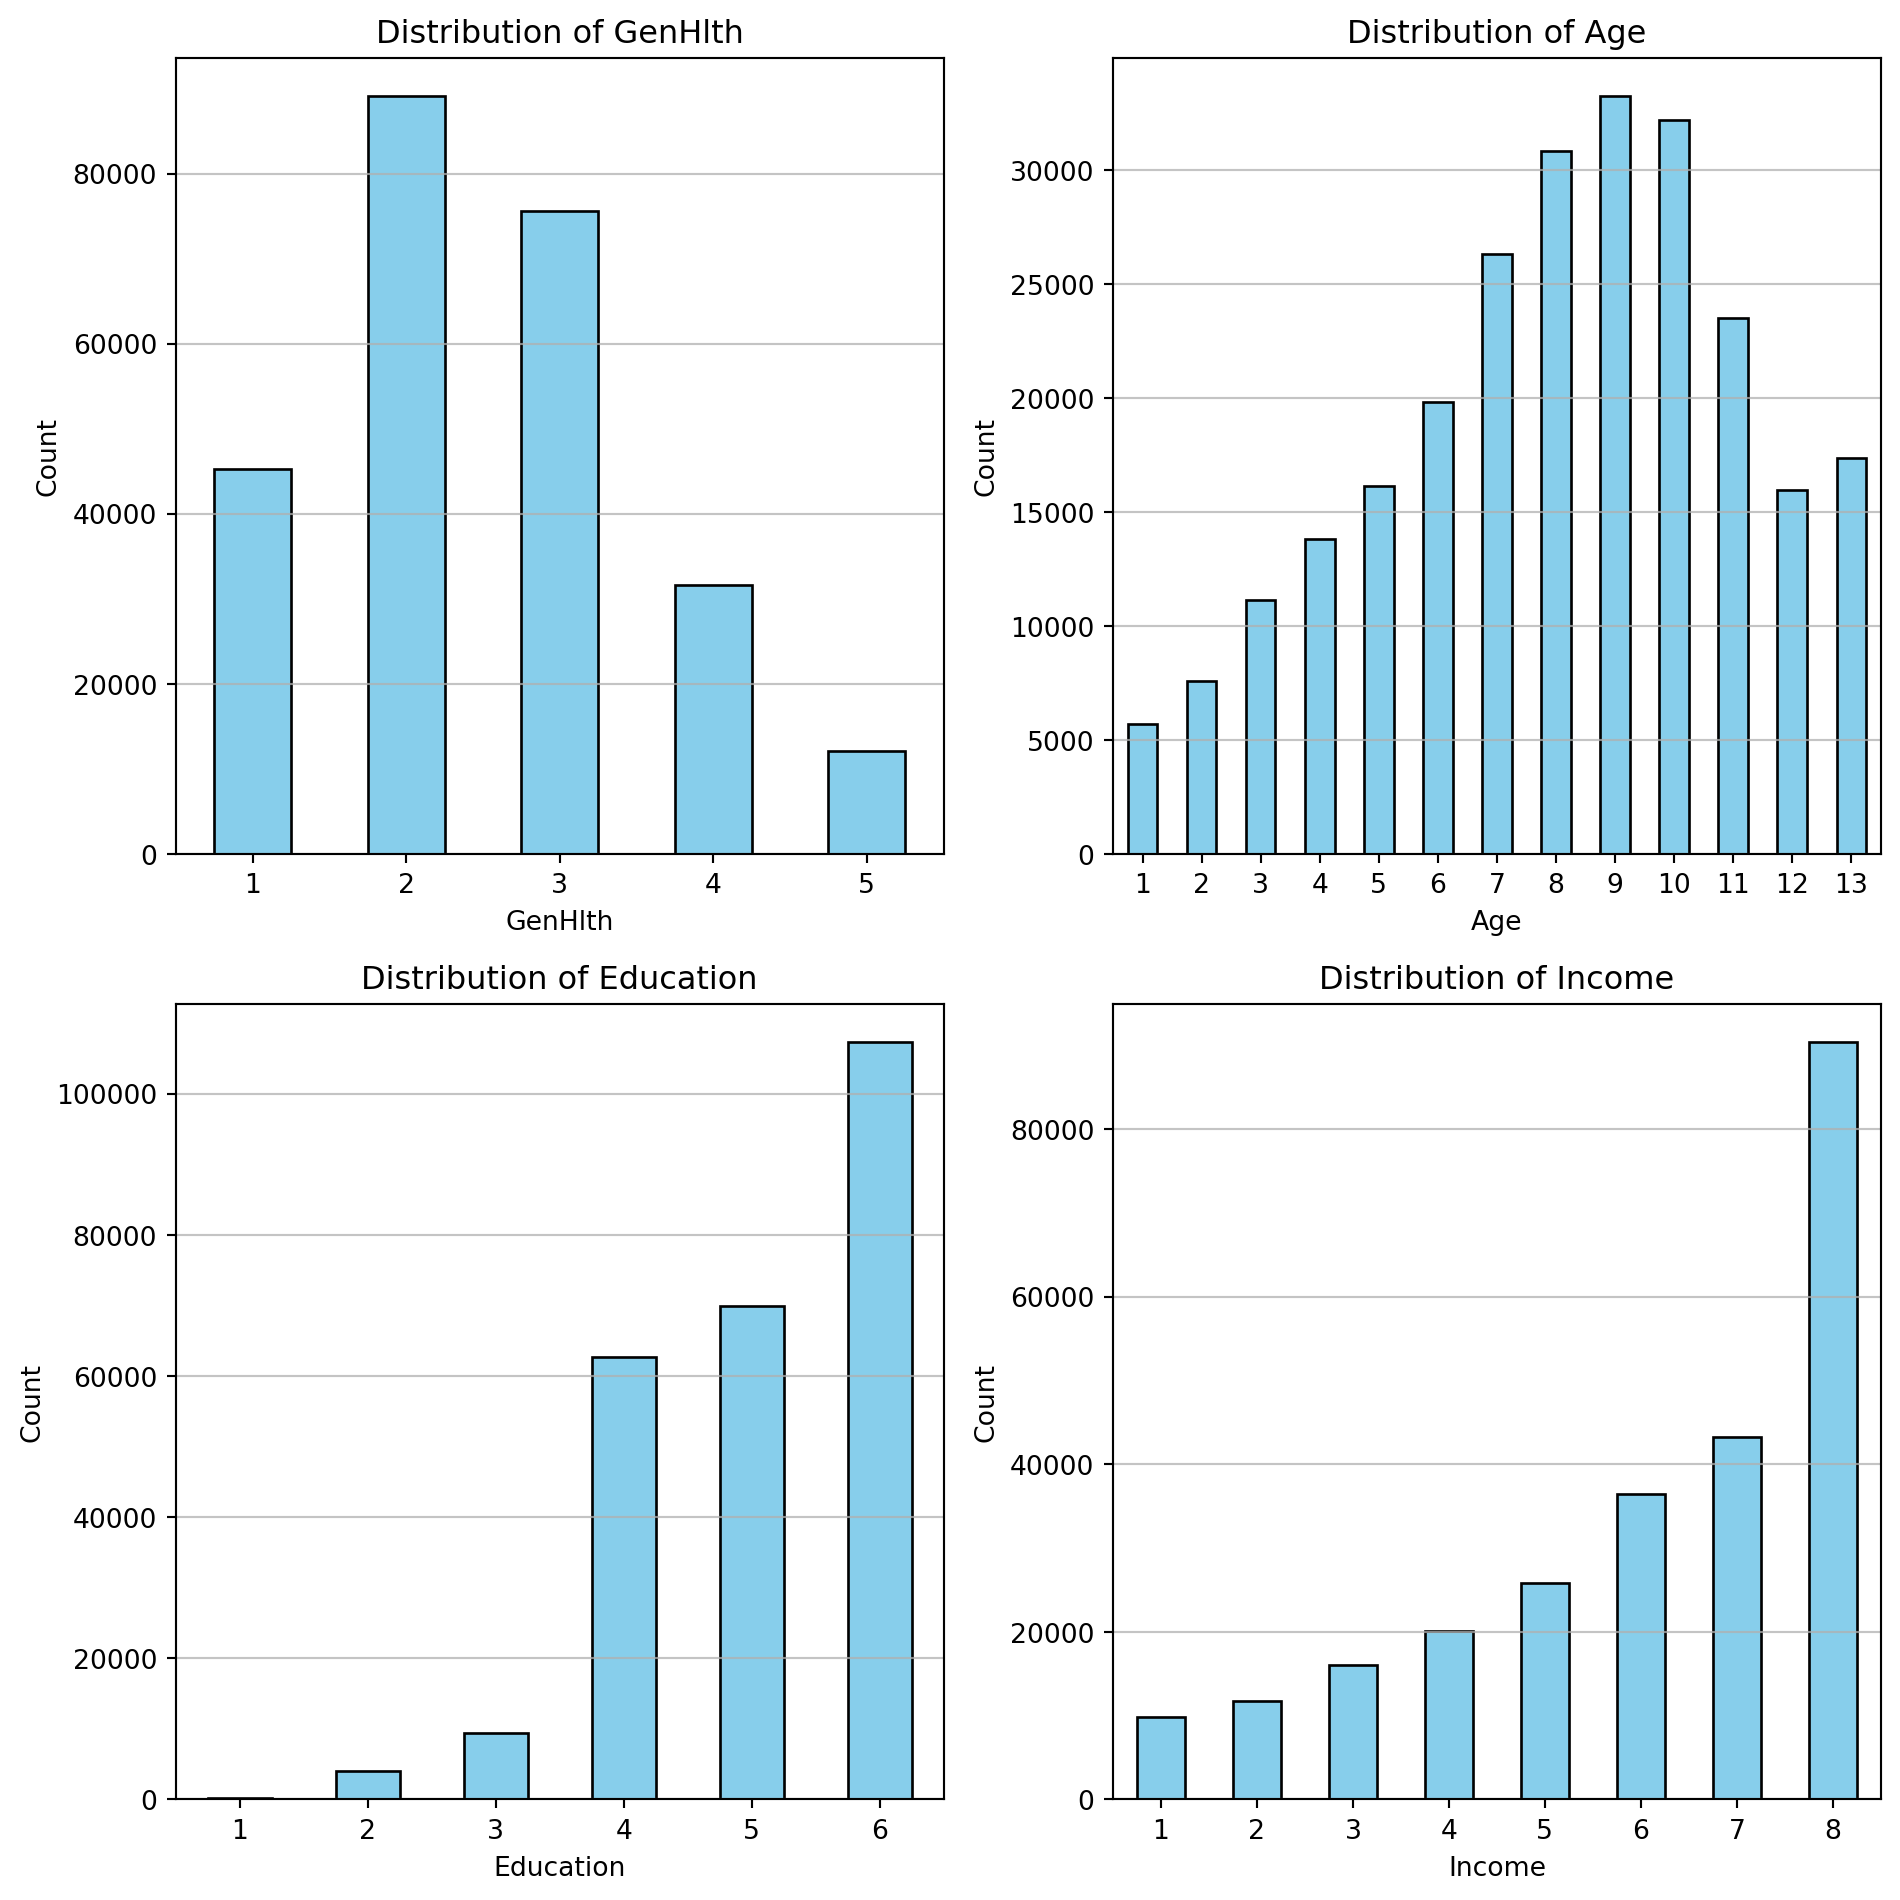 Distribution of GenHlth
Count
80000
60000
40000
20000
0
1 2 3 4 5
GenHlth
Distribution of Age
Count
30000
25000
20000
15000
10000
5000
0
1 2 3 4 5 6 7 8 9 10 11 12 13
Age
Distribution of Education
Count
100000
80000
60000
40000
20000
0
1 2 3 4 5 6
Education
Distribution of Income
Count
80000
60000
40000
20000
0
1 2 3 4 5 6 7 8
Income